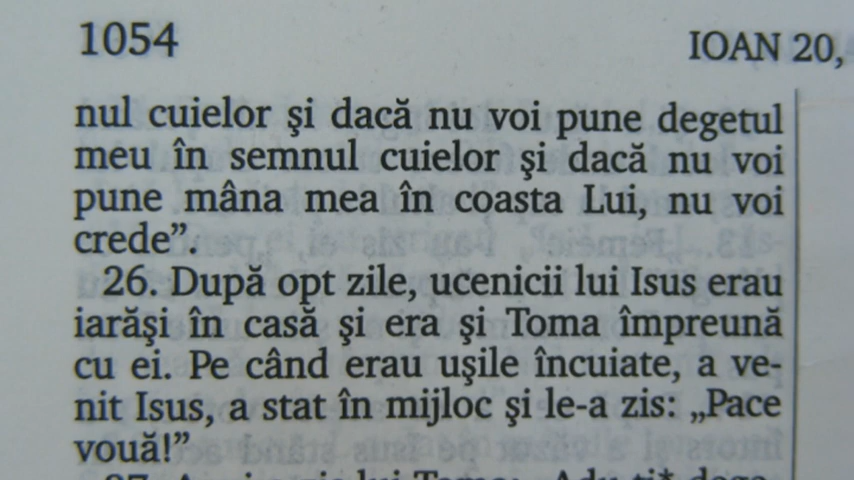 1054
IOAN 20,
nul cuielor şi dacă nu voi pune degetul
meu în semnul cuielor şi dacă nu voi
pune mâna mea în coasta Lui, nu voi
crede”.
26. După opt zile, ucenicii lui Isus erau
iarăşi în casă şi era şi Toma împreună
cu ei. Pe când erau uşile încuiate, a ve-
nit Isus, a stat în mijloc şi le-a zis: „Pace
vouă!”